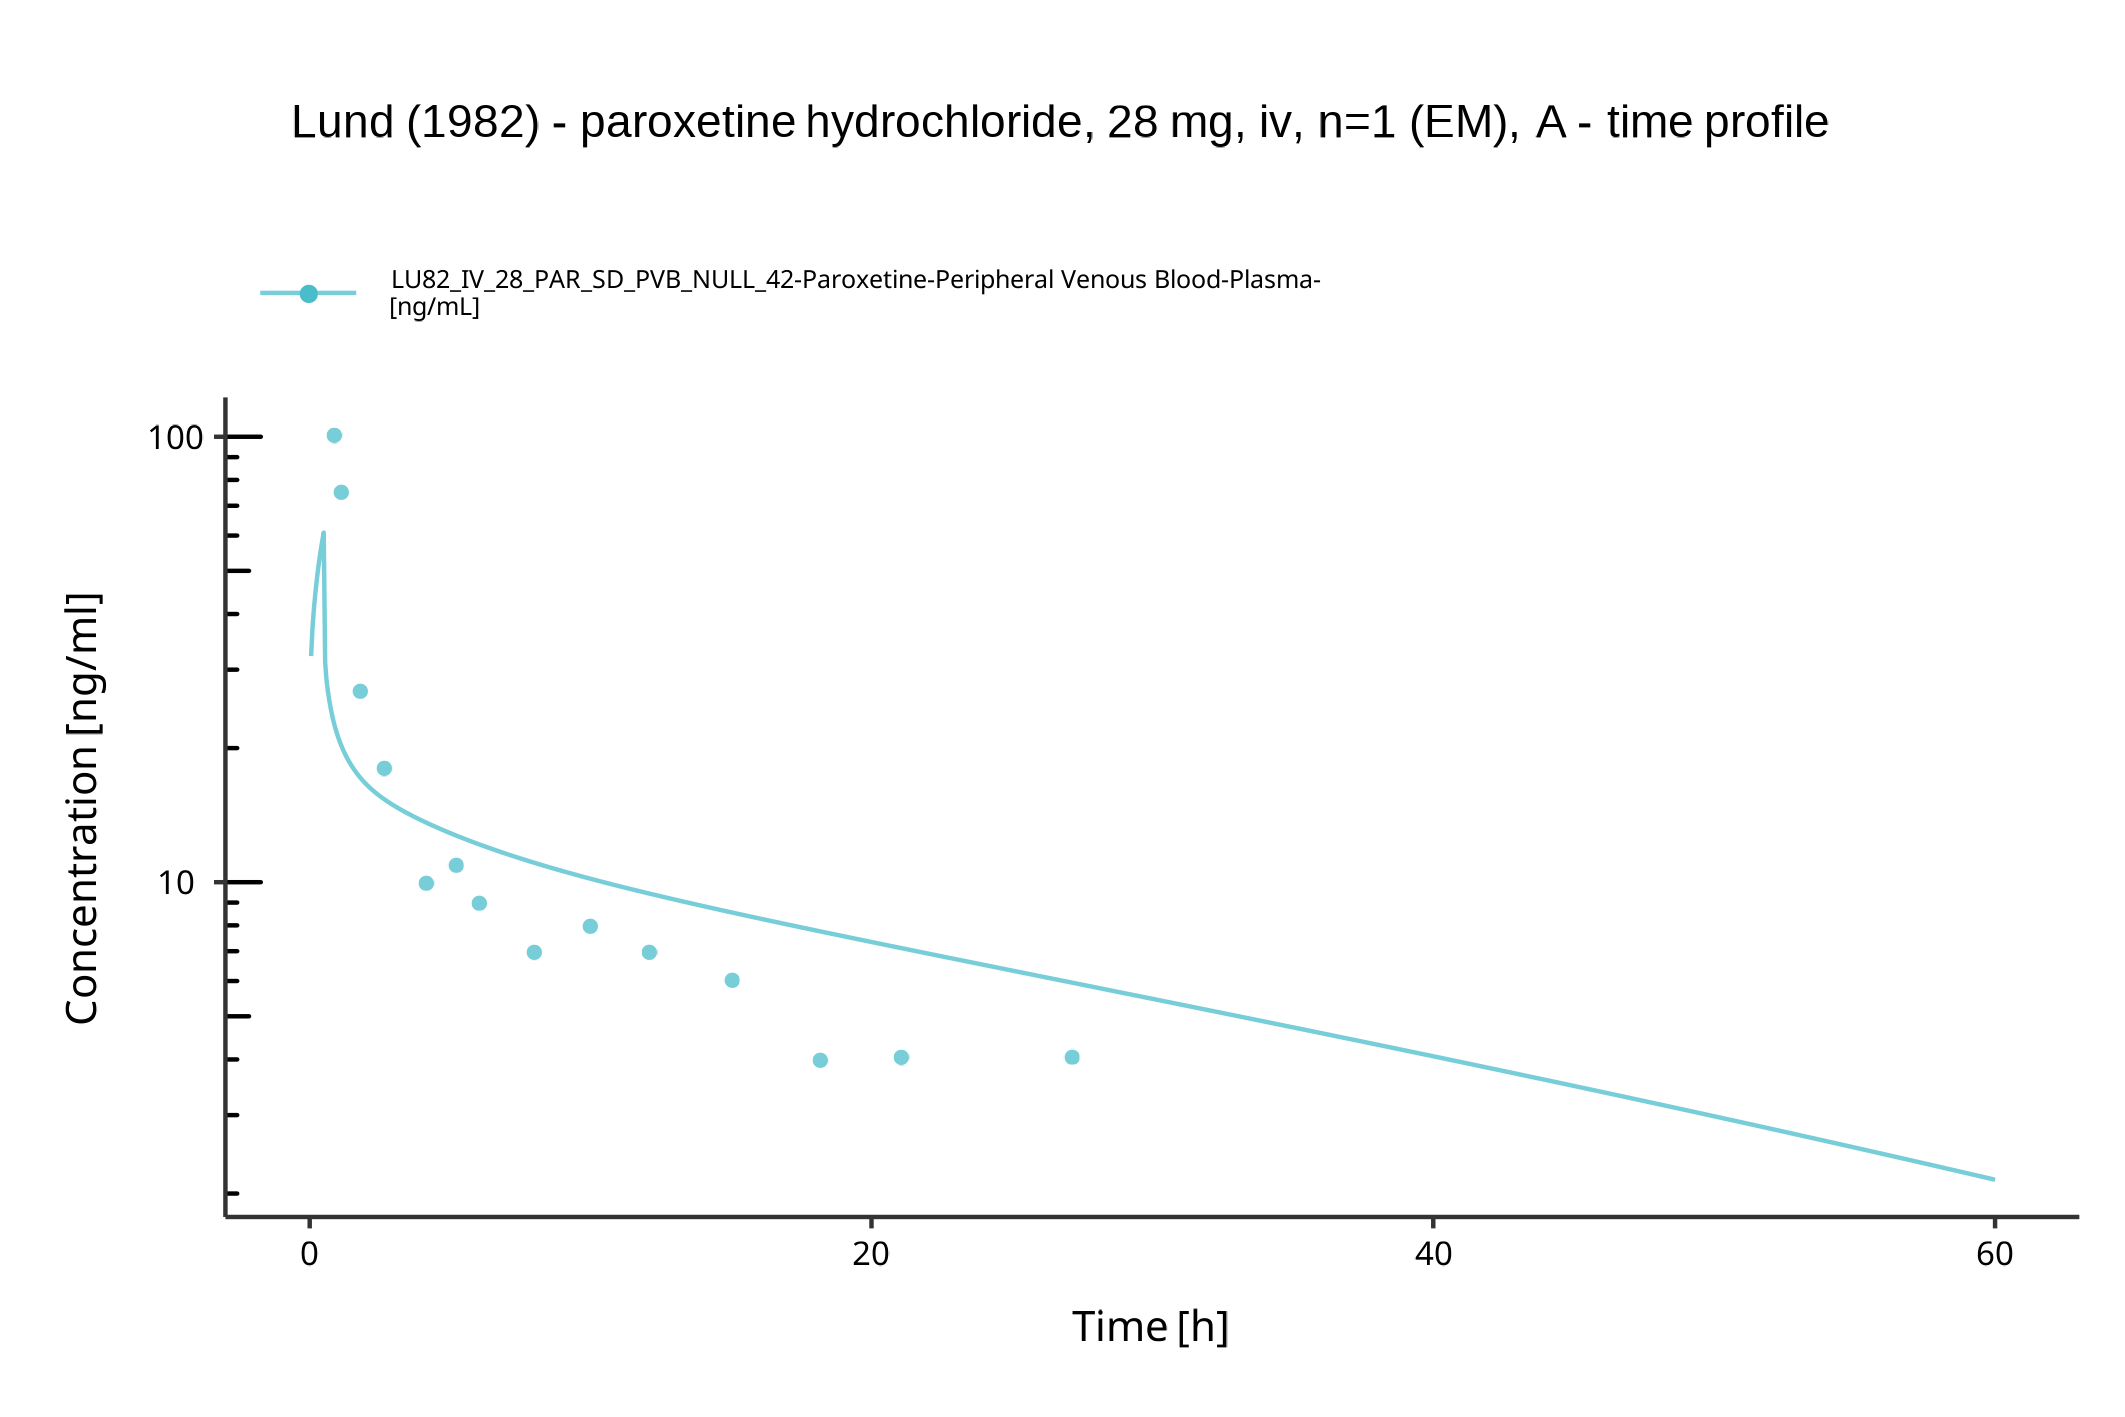 Lund (1982) - paroxetine hydrochloride, 28 mg, iv, n=1 (EM), A - time profile
LU82_IV_28_PAR_SD_PVB_NULL_42-Paroxetine-Peripheral Venous Blood-Plasma-
[ng/mL]
100
10
Concentration [ng/ml]
0 20 40 60
Time [h]